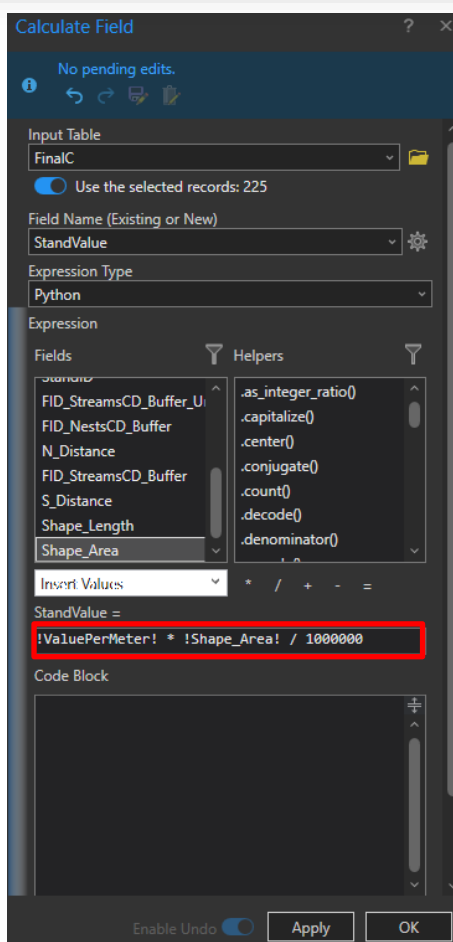 Calculate Field ? ×
No pending edits.
Input Table
FinalC
Use the selected records: 225
Field Name (Existing or New)
StandValue
Expression Type
Python
Expression
Fields
Helpers
StandID
FID_StreamsCD_Buffer_U
FID_NestsCD_Buffer
N_Distance
FID_StreamsCD_Buffer
S_Distance
Shape_Length
Shape_Area
.as_integer_ratio()
.capitalize()
.center()
.conjugate()
.count()
.decode()
.denominator()
Insert Values
* / + - =
StandValue =
!ValuePerMeter! * !Shape_Area! / 1000000
Code Block
Enable Undo
Apply
OK